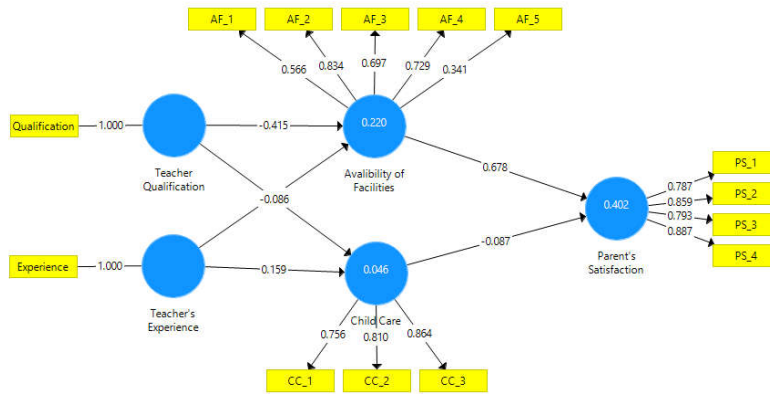 AF_1
AF_2
AF_3
AF_4
AF_5
0.566
0.834
0.697
0.729
0.341
Qualification
1.000
-0.415
0.220
Teacher
Qualification
Avalibility of
Facilities
0.678
PS_1
0.787
PS_2
0.859
0.402
0.793
PS_3
0.887
PS_4
-0.086
-0.087
Parent's
Satisfaction
Experience
1.000
0.159
0.046
Teacher's
Experience
Child Care
0.756
0.810
0.864
CC_1
CC_2
CC_3